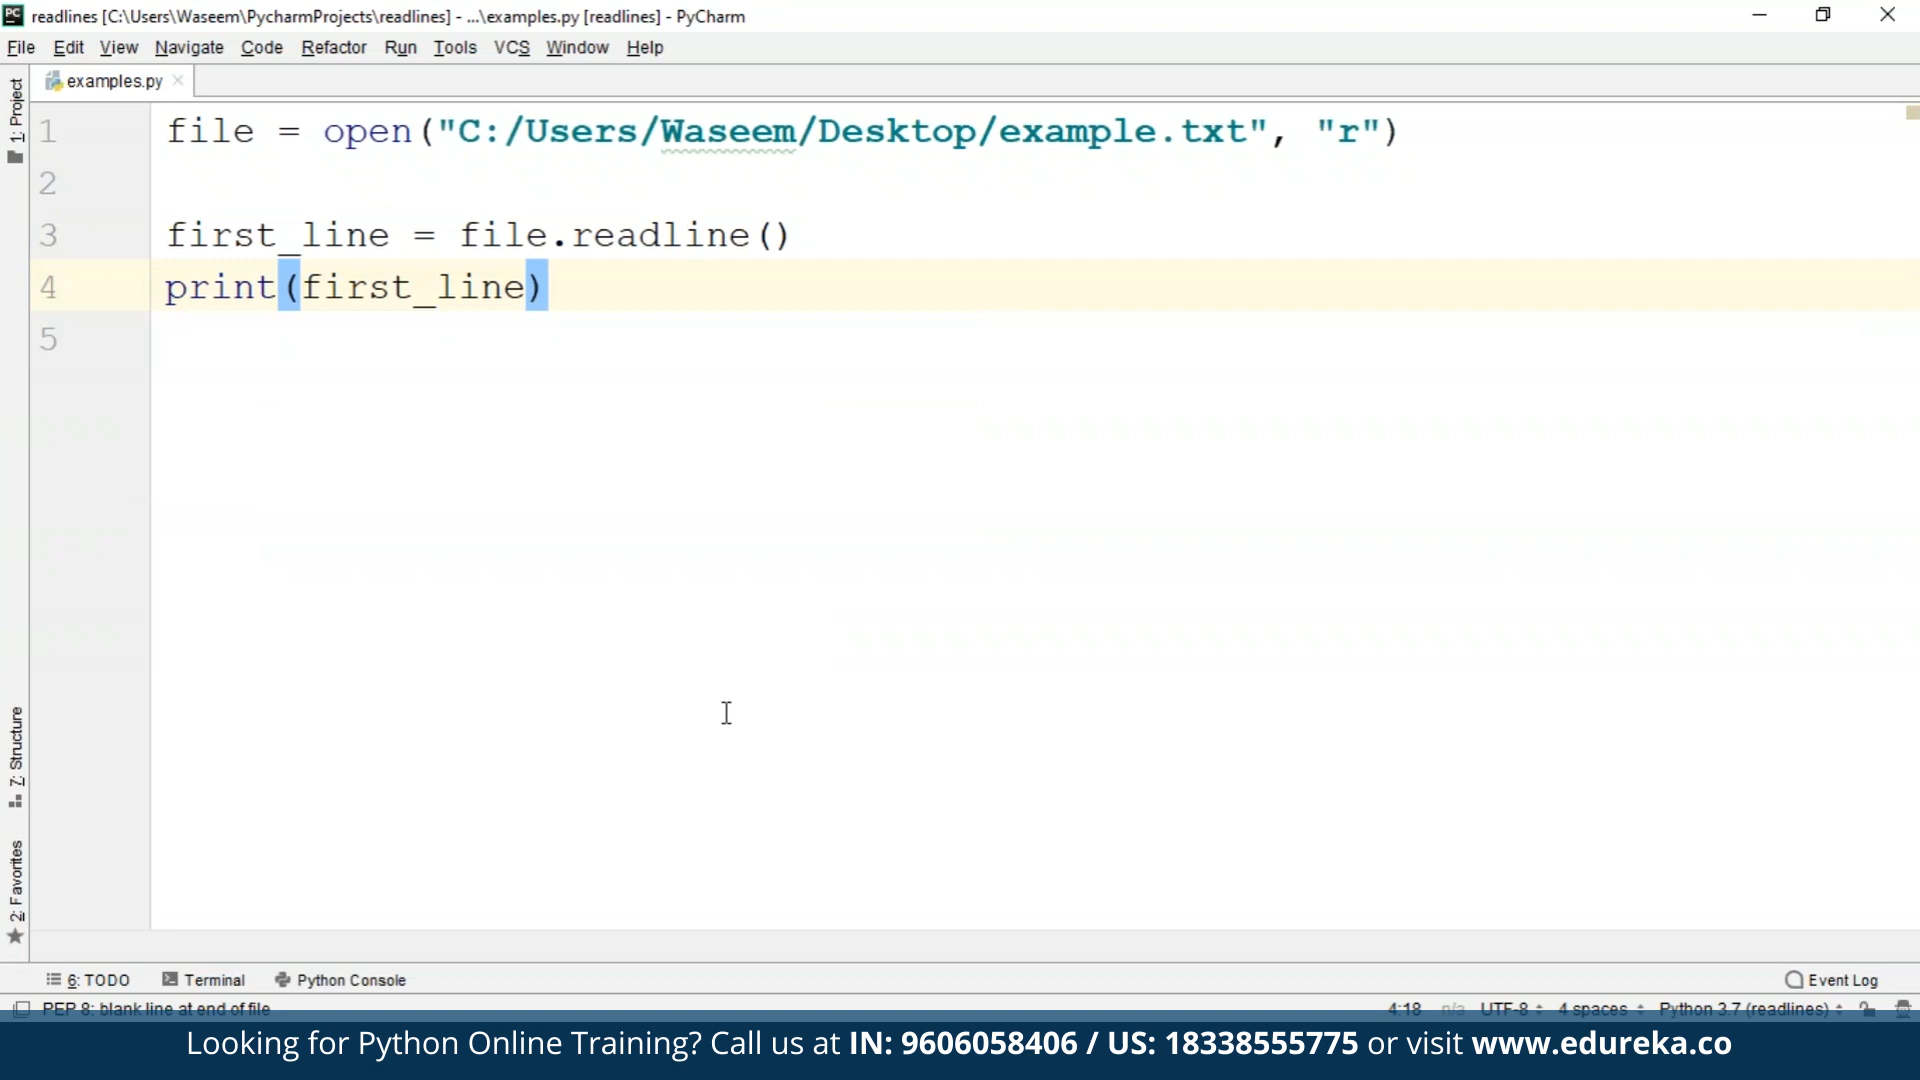 PC readlines [C:\Users\Waseem\PycharmProjects\readlines] - ...\examples.py [readlines] - PyCharm
File Edit View Navigate Code Refactor Run Tools VCS Window Help
examples.py
1: Project
1 file = open("C:/Users/Waseem/Desktop/example.txt", "r")
2
3 first_line = file.readline()
4 print(first_line)
5
7: Structure
2: Favorites
6: TODO Terminal Python Console Event Log
PEP 8: blank line at end of file 4:18 n/a UTF-8 4 spaces Python 3.7 (readlines)
Looking for Python Online Training? Call us at IN: 9606058406 / US: 18338555775 or visit www.edureka.co